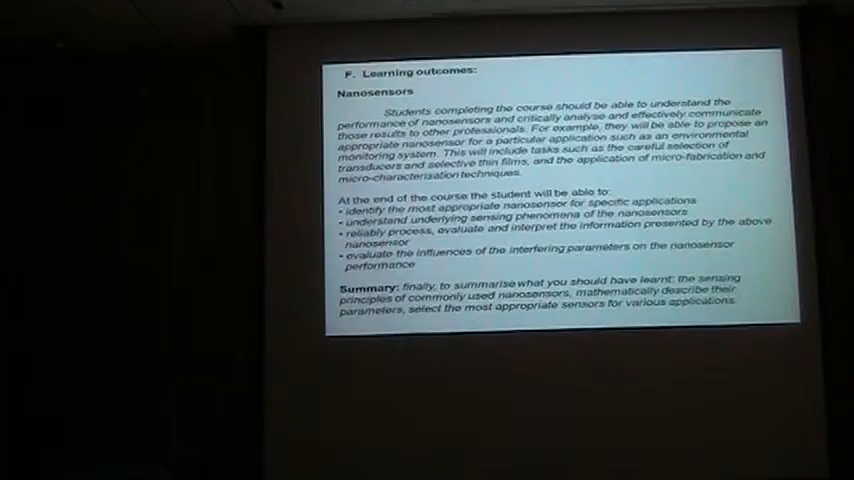 F. Learning outcomes:
Nanosensors
Students completing the course should be able to understand the
performance of nanosensors and critically analyse and effectively communicate
those results to other professionals. For example, they will be able to propose an
appropriate nanosensor for a particular application such as an environmental
monitoring system. This will include tasks such as the careful selection of
transducers and selective thin films, and the application of micro-fabrication and
micro-characterisation techniques.
At the end of the course the student will be able to:
• identify the most appropriate nanosensor for specific applications
• understand underlying sensing phenomena of the nanosensors
• reliably process, evaluate and interpret the information presented by the above
nanosensor
• evaluate the influences of the interfering parameters on the nanosensor
performance
Summary: finally, to summarise what you should have learnt: the sensing
principles of commonly used nanosensors, mathematically describe their
parameters, select the most appropriate sensors for various applications.